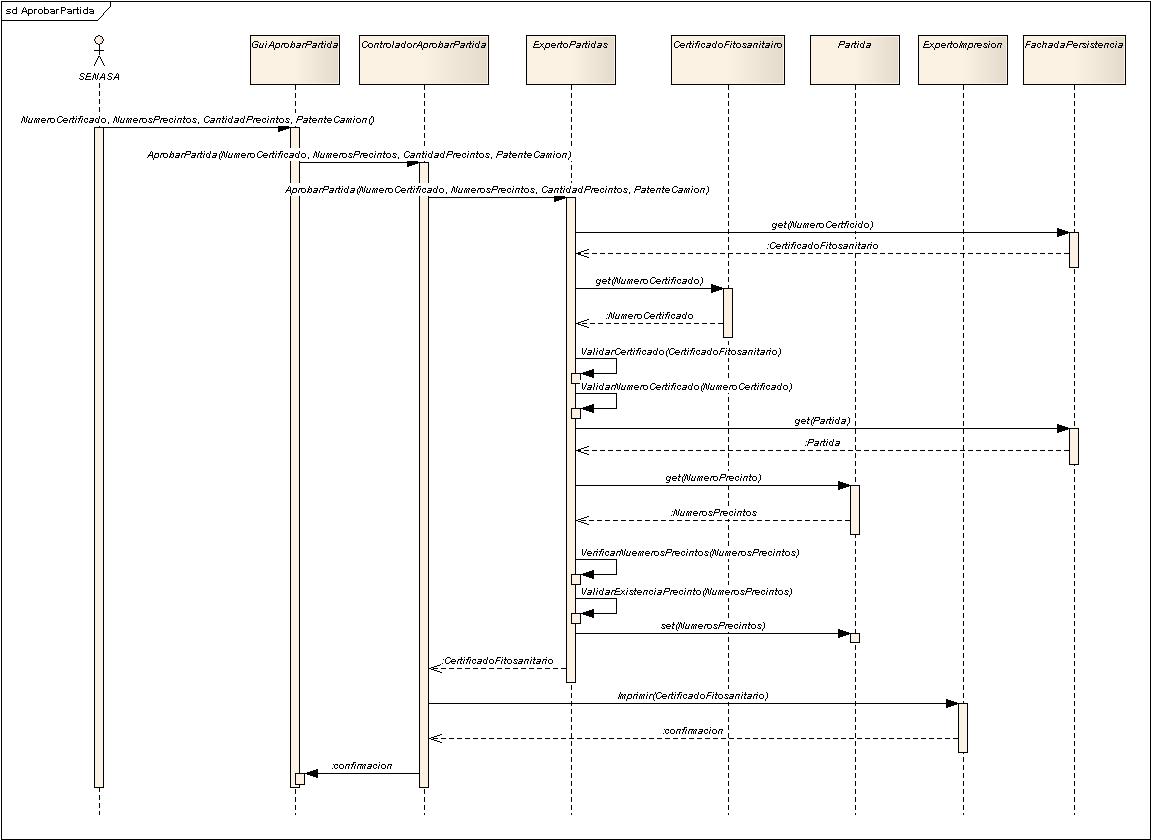 sd AprobarPartida
SENASA
GuiAprobarPartida
ControladorAprobarPartida
ExpertoPartidas
CertificadoFitosanitairo
Partida
ExpertoImpresion
FachadaPersistencia
NumeroCertificado, NumerosPrecintos, CantidadPrecintos, PatenteCamion()
AprobarPartida(NumeroCertificado, NumerosPrecintos, CantidadPrecintos, PatenteCamion)
AprobarPartida(NumeroCertificado, NumerosPrecintos, CantidadPrecintos, PatenteCamion)
get(NumeroCertficido)
:CertificadoFitosanitario
get(NumeroCertificado)
:NumeroCertificado
ValidarCertificado(CertificadoFitosanitario)
ValidarNumeroCertificado(NumeroCertificado)
get(Partida)
:Partida
get(NumeroPrecinto)
:NumerosPrecintos
VerificarNuemerosPrecintos(NumerosPrecintos)
ValidarExistenciaPrecinto(NumerosPrecintos)
set(NumerosPrecintos)
:CertificadoFitosanitario
Imprimir(CertificadoFitosanitario)
:confirmacion
:confirmacion